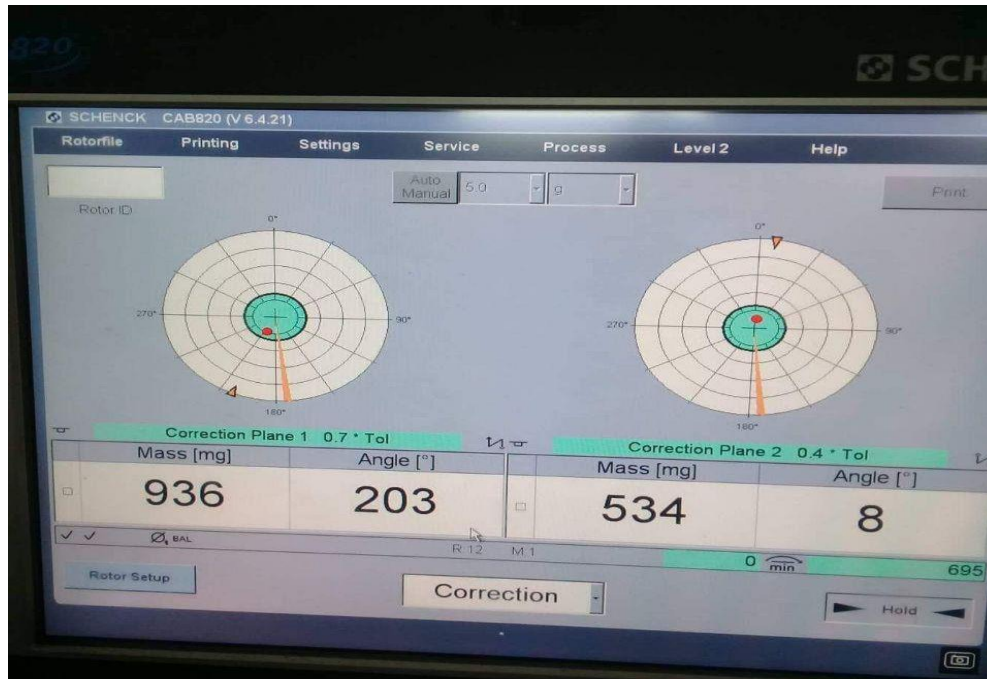 820
SCH
SCHENCK CAB820 (V 6.4.21)
Rotorfile Printing Settings Service Process Level 2 Help
Auto Manual 5.0 g Print
Rotor ID
0°
270° 90°
180°
0°
270° 90°
180°
Correction Plane 1 0.7 * Tol
Mass [mg] Angle [°]
936 203
Correction Plane 2 0.4 * Tol
Mass [mg] Angle [°]
534 8
BAL R:12 M:1
0 min 695
Rotor Setup Correction Hold